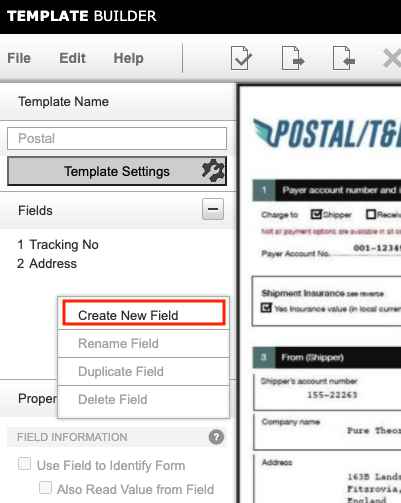 TEMPLATE BUILDER
File Edit Help
Template Name
Postal
Template Settings
Fields
1 Tracking No
2 Address
Create New Field
Rename Field
Duplicate Field
Delete Field
Proper
FIELD INFORMATION ?
Use Field to Identify Form
Also Read Value from Field
POSTAL/T&
1 Payer account number and i
Charge to Shipper Receiv
Not all payment options are available in all co
Payer Account No. 001-1234
Shipment Insurance see reverse
Yes Insurance value (in local curren
3 From (Shipper)
Shipper's account number
155-22263
Company name
Pure Theor
Address
163B Lands
Fitzrovia,
England